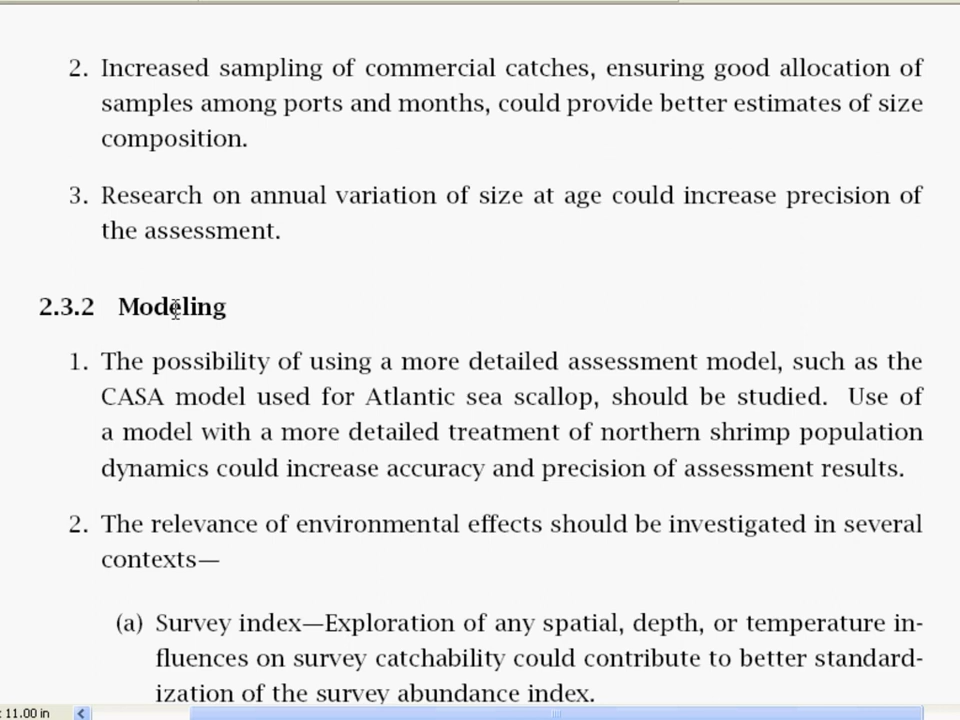 2. Increased sampling of commercial catches, ensuring good allocation of
samples among ports and months, could provide better estimates of size
composition.
3. Research on annual variation of size at age could increase precision of
the assessment.
2.3.2 Modeling
1. The possibility of using a more detailed assessment model, such as the
CASA model used for Atlantic sea scallop, should be studied. Use of
a model with a more detailed treatment of northern shrimp population
dynamics could increase accuracy and precision of assessment results.
2. The relevance of environmental effects should be investigated in several
contexts—
(a) Survey index—Exploration of any spatial, depth, or temperature in-
fluences on survey catchability could contribute to better standard-
ization of the survey abundance index.
: 11.00 in